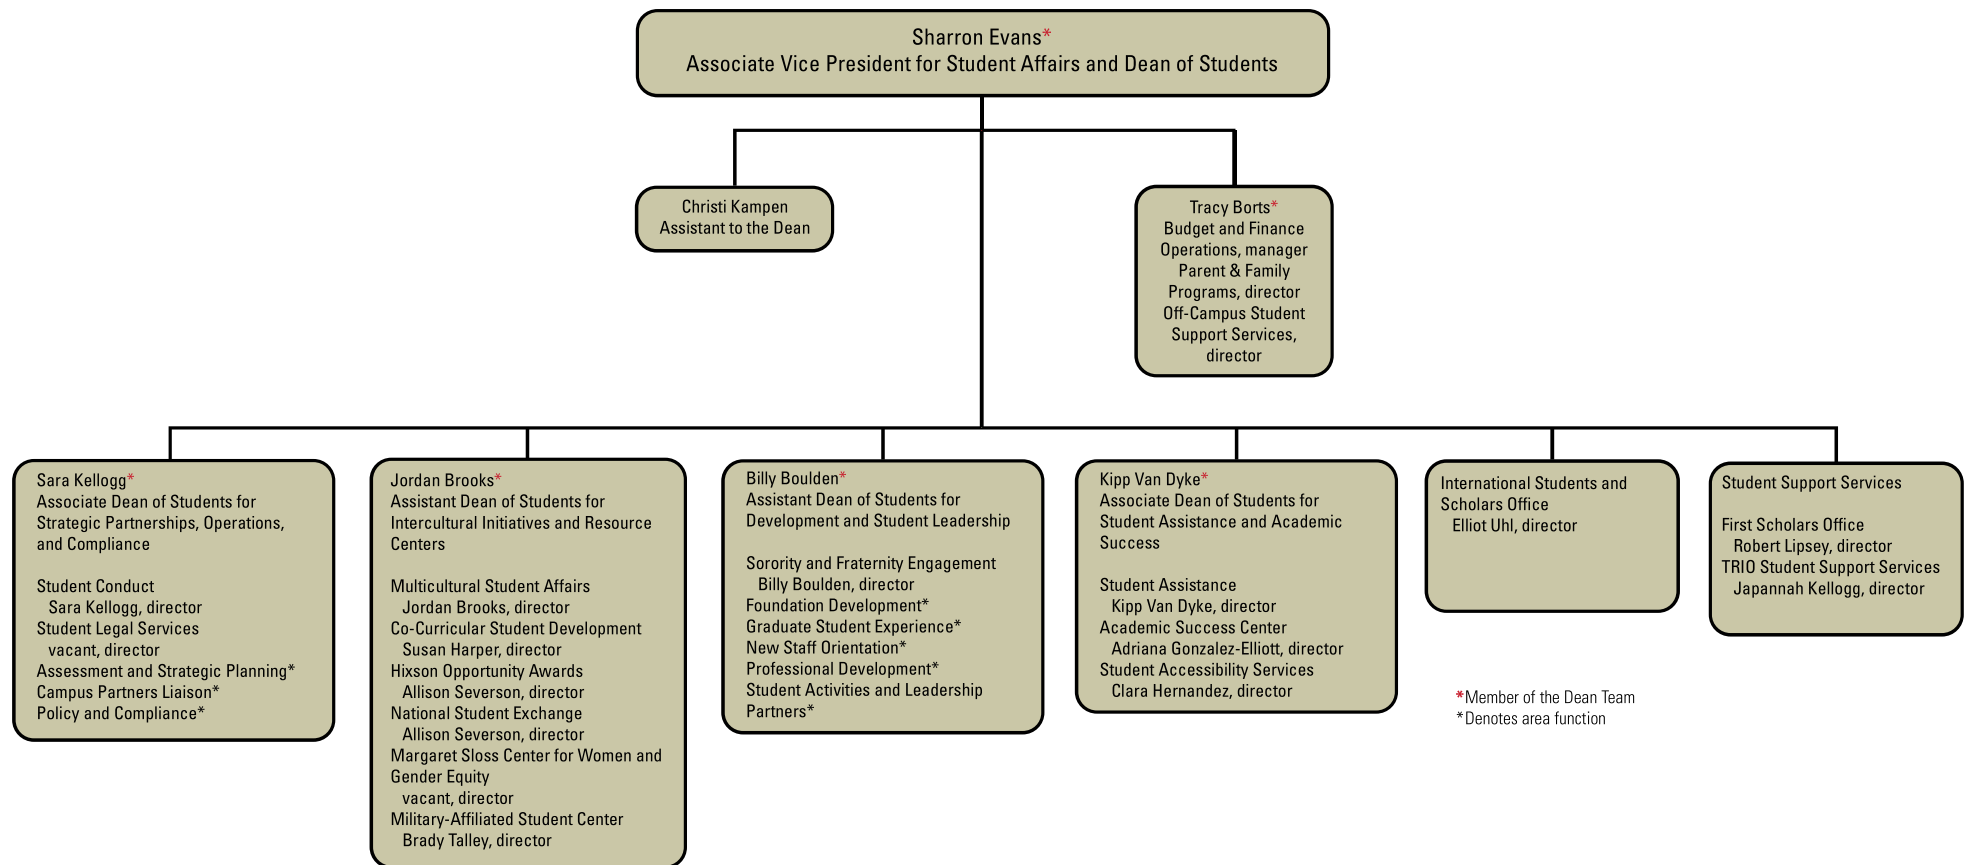 Sharron Evans*
Associate Vice President for Student Affairs and Dean of Students
Christi Kampen
Assistant to the Dean
Tracy Borts*
Budget and Finance
Operations, manager
Parent & Family
Programs, director
Off-Campus Student
Support Services,
director
Sara Kellogg*
Associate Dean of Students for
Strategic Partnerships, Operations,
and Compliance
Student Conduct
Sara Kellogg, director
Student Legal Services
vacant, director
Assessment and Strategic Planning*
Campus Partners Liaison*
Policy and Compliance*
Jordan Brooks*
Assistant Dean of Students for
Intercultural Initiatives and Resource
Centers
Multicultural Student Affairs
Jordan Brooks, director
Co-Curricular Student Development
Susan Harper, director
Hixson Opportunity Awards
Allison Severson, director
National Student Exchange
Allison Severson, director
Margaret Sloss Center for Women and
Gender Equity
vacant, director
Military-Affiliated Student Center
Brady Talley, director
Billy Boulden*
Assistant Dean of Students for
Development and Student Leadership
Sorority and Fraternity Engagement
Billy Boulden, director
Foundation Development*
Graduate Student Experience*
New Staff Orientation*
Professional Development*
Student Activities and Leadership
Partners*
Kipp Van Dyke*
Associate Dean of Students for
Student Assistance and Academic
Success
Student Assistance
Kipp Van Dyke, director
Academic Success Center
Adriana Gonzalez-Elliott, director
Student Accessibility Services
Clara Hernandez, director
International Students and
Scholars Office
Elliot Uhl, director
Student Support Services
First Scholars Office
Robert Lipsey, director
TRIO Student Support Services
Japannah Kellogg, director
*Member of the Dean Team
*Denotes area function